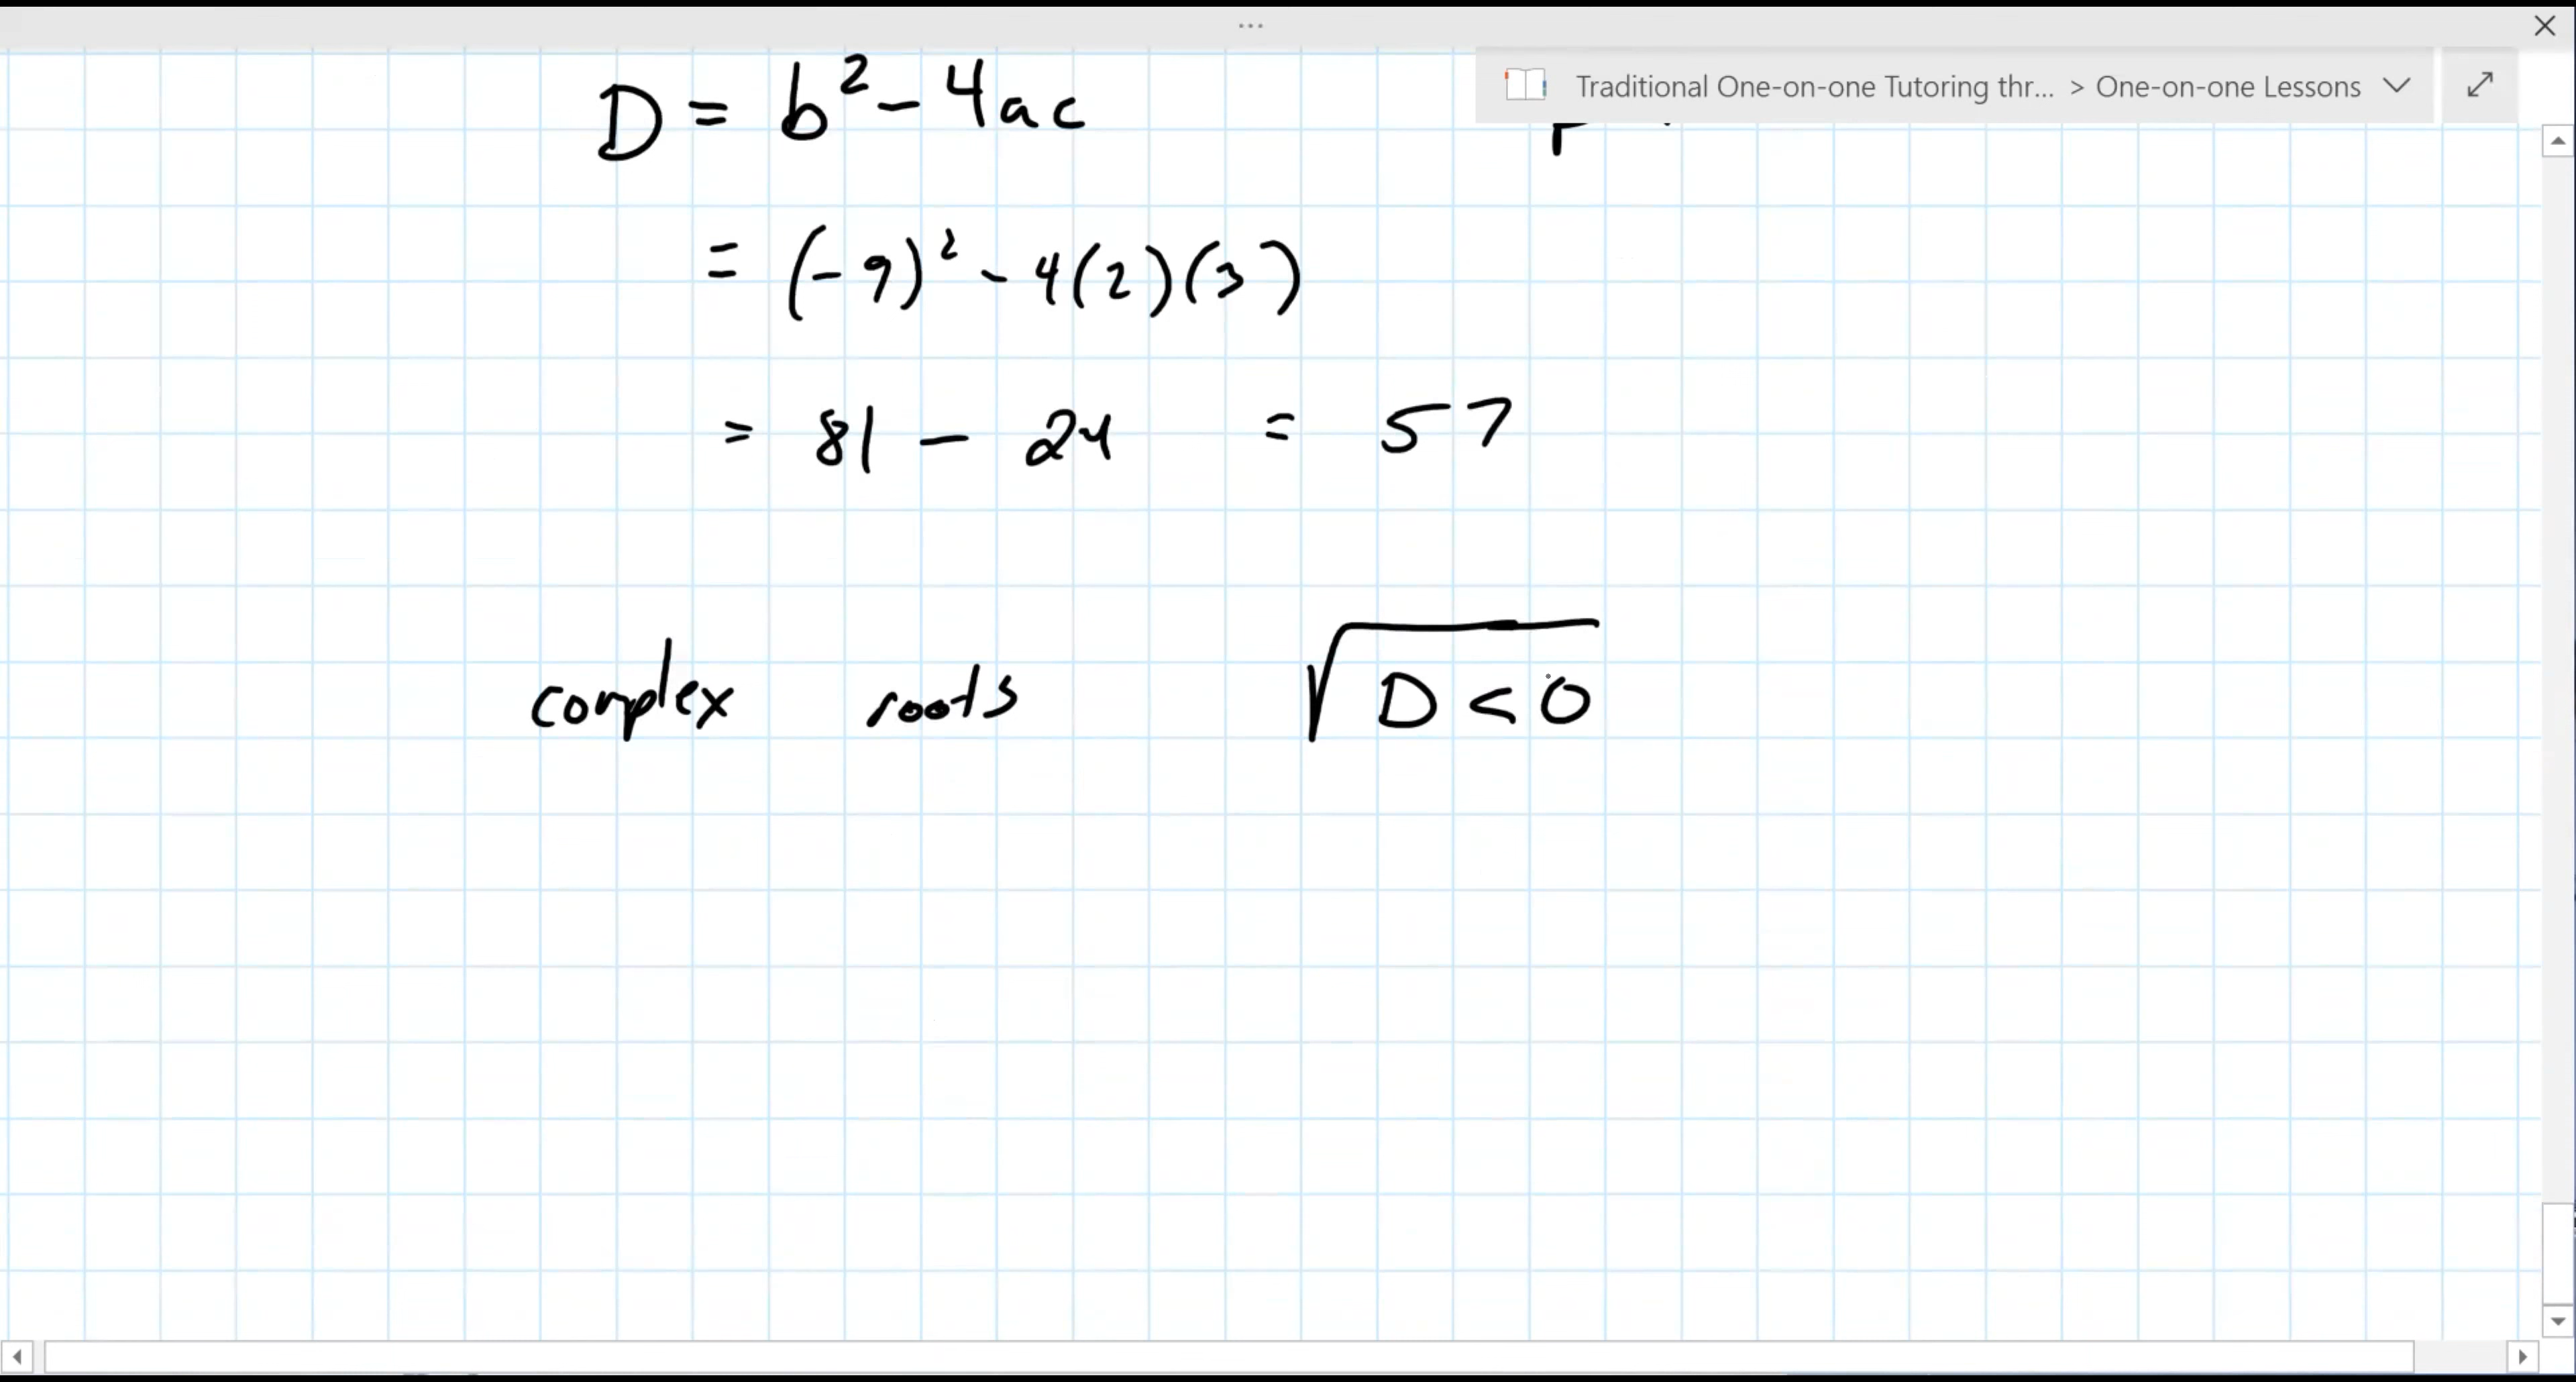 ...
Traditional One-on-one Tutoring thr... > One-on-one Lessons
D = b² - 4ac
= (-9)² - 4(2)(3)
= 81 - 24 = 57
complex roots √D < 0